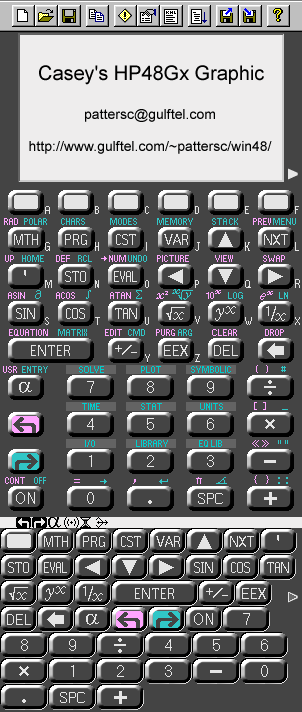 Casey's HP48Gx Graphic
pattersc@gulftel.com
http://www.gulftel.com/~pattersc/win48/
A B C D E F
RAD POLAR CHARS MODES MEMORY STACK PREV MENU
MTH G PRG H CST I VAR J ▲ K NXT L
UP HOME DEF RCL →NUM UNDO PICTURE VIEW SWAP
' M STO N EVAL O ◀ P ▼ Q ▶ R
ASIN ∂ ACOS ∫ ATAN Σ x² ˣ√y 10ˣ LOG eˣ LN
SIN S COS T TAN U √x V yˣ W 1/x X
EQUATION MATRIX EDIT CMD PURG ARG CLEAR DROP
ENTER +/- Y EEX Z DEL
USR ENTRY SOLVE PLOT SYMBOLIC ( ) #
α 7 8 9 ÷
TIME STAT UNITS [ ] _
4 5 6 ×
I/O LIBRARY EQ LIB « » " "
1 2 3 −
CONT OFF = → , ↵ π ∠ { } : :
ON 0 . SPC +
MTH PRG CST VAR ▲ NXT '
STO EVAL ◀ ▼ ▶ SIN COS TAN
√x yˣ 1/x ENTER +/- EEX
DEL α ON 7
8 9 ÷ 4 5 6
× 1 2 3 − 0
. SPC +